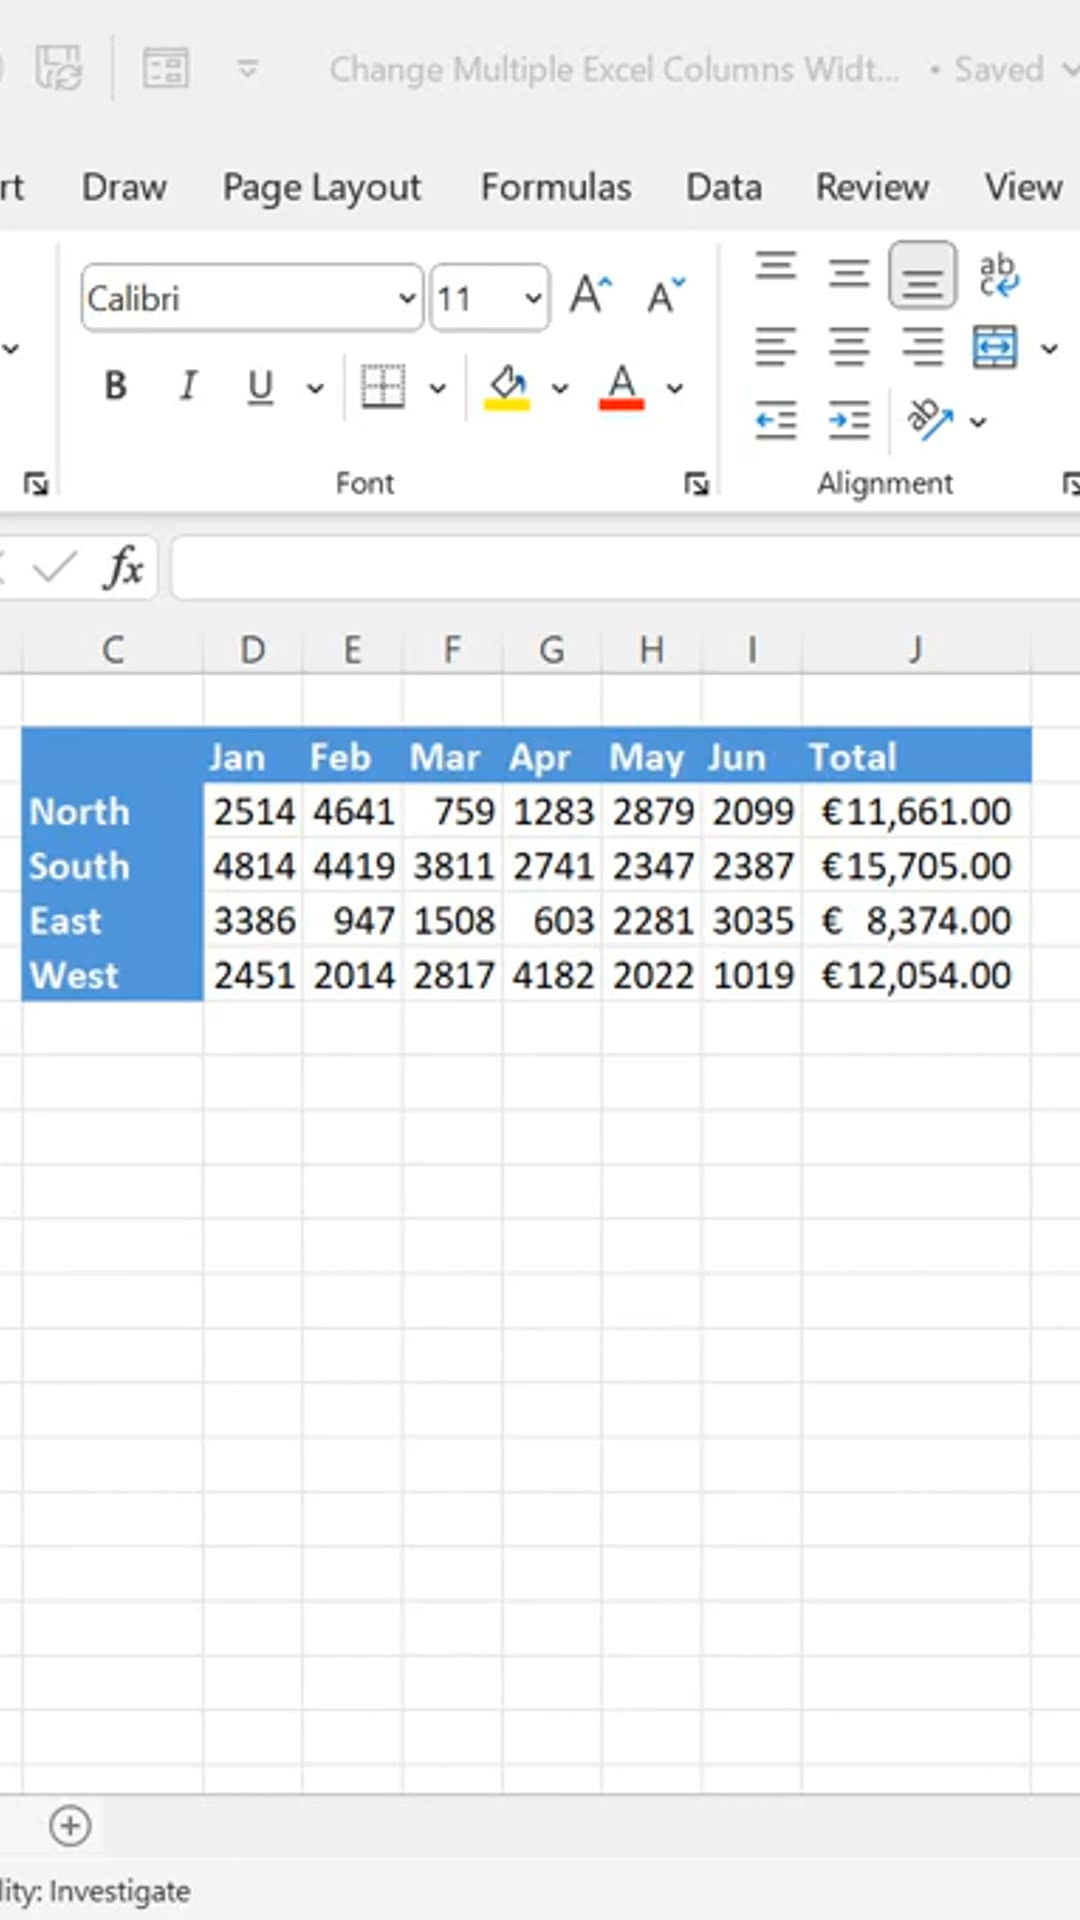 Change Multiple Excel Columns Widt... • Saved
rt Draw Page Layout Formulas Data Review View
Calibri 11 A A ab c
B I U A ab
Font Alignment
fx
C D E F G H I J
Jan Feb Mar Apr May Jun Total
North 2514 4641 759 1283 2879 2099 €11,661.00
South 4814 4419 3811 2741 2347 2387 €15,705.00
East 3386 947 1508 603 2281 3035 € 8,374.00
West 2451 2014 2817 4182 2022 1019 €12,054.00
lity: Investigate